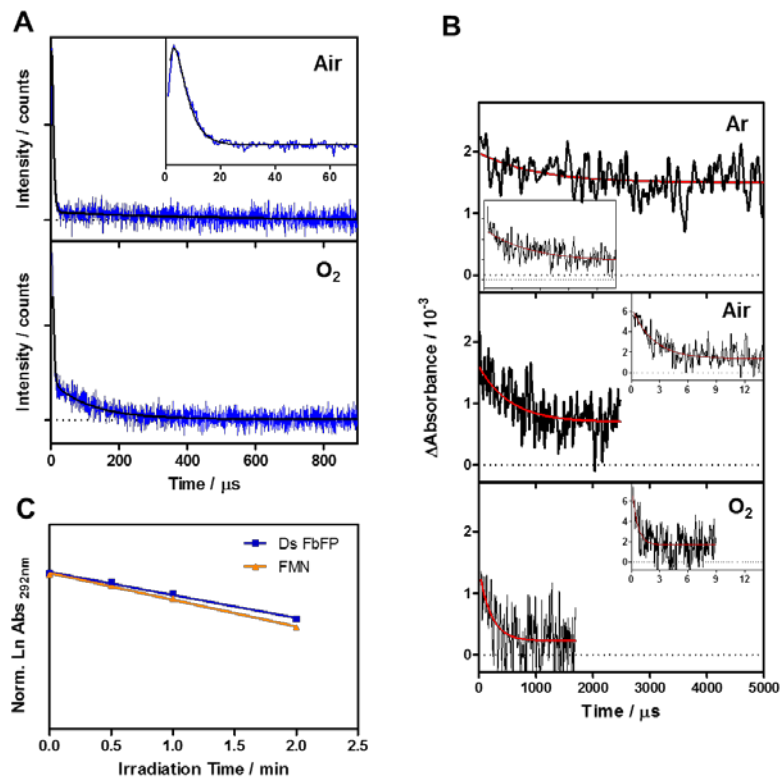 A
Air
Intensity / counts
0 20 40 60
O₂
Intensity / counts
0 200 400 600 800
Time / μs
B
Ar
2
0
Air
6
4
2
0
0 3 6 9 12
2
1
0
ΔAbsorbance / 10⁻³
O₂
6
4
2
0
0 3 6 9 12
2
1
0
0 1000 2000 3000 4000 5000
Time / μs
C
Ds FbFP
FMN
Norm. Ln Abs 292nm
0.0 0.5 1.0 1.5 2.0 2.5
Irradiation Time / min